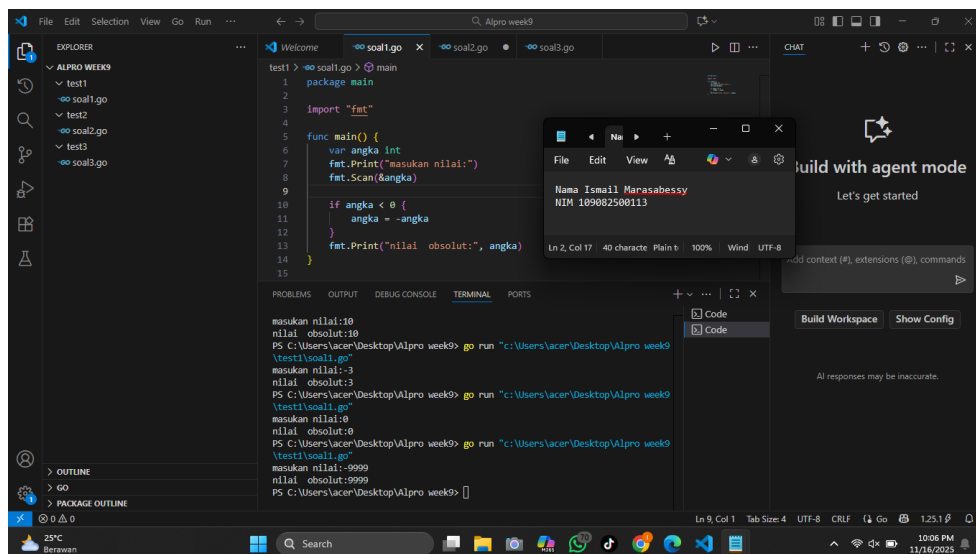 File Edit Selection View Go Run ...
Alpro week9
EXPLORER
ALPRO WEEK9
test1
soal1.go
test2
soal2.go
test3
soal3.go
OUTLINE
GO
PACKAGE OUTLINE
Welcome
soal1.go
soal2.go
soal3.go
test1 > soal1.go > main
1 package main
2
3 import "fmt"
4
5 func main() {
6 var angka int
7 fmt.Print("masukan nilai:")
8 fmt.Scan(&angka)
9
10 if angka < 0 {
11 angka = -angka
12 }
13 fmt.Print("nilai  obsolut:", angka)
14 }
15
File Edit View
Nama Ismail Marasabessy
NIM 109082500113
Ln 2, Col 17 40 characte Plain t 100% Wind UTF-8
PROBLEMS OUTPUT DEBUG CONSOLE TERMINAL PORTS
masukan nilai:10
nilai  obsolut:10
PS C:\Users\acer\Desktop\Alpro week9> go run "c:\Users\acer\Desktop\Alpro week9
\test1\soal1.go"
masukan nilai:-3
nilai  obsolut:3
PS C:\Users\acer\Desktop\Alpro week9> go run "c:\Users\acer\Desktop\Alpro week9
\test1\soal1.go"
masukan nilai:0
nilai  obsolut:0
PS C:\Users\acer\Desktop\Alpro week9> go run "c:\Users\acer\Desktop\Alpro week9
\test1\soal1.go"
masukan nilai:-9999
nilai  obsolut:9999
PS C:\Users\acer\Desktop\Alpro week9>
Code
Code
CHAT
uild with agent mode
Let's get started
Add context (#), extensions (@), commands
Build Workspace Show Config
AI responses may be inaccurate.
0 0
Ln 9, Col 1 Tab Size: 4 UTF-8 CRLF Go 1.25.1
25°C
Berawan
Search
10:06 PM
11/16/2025